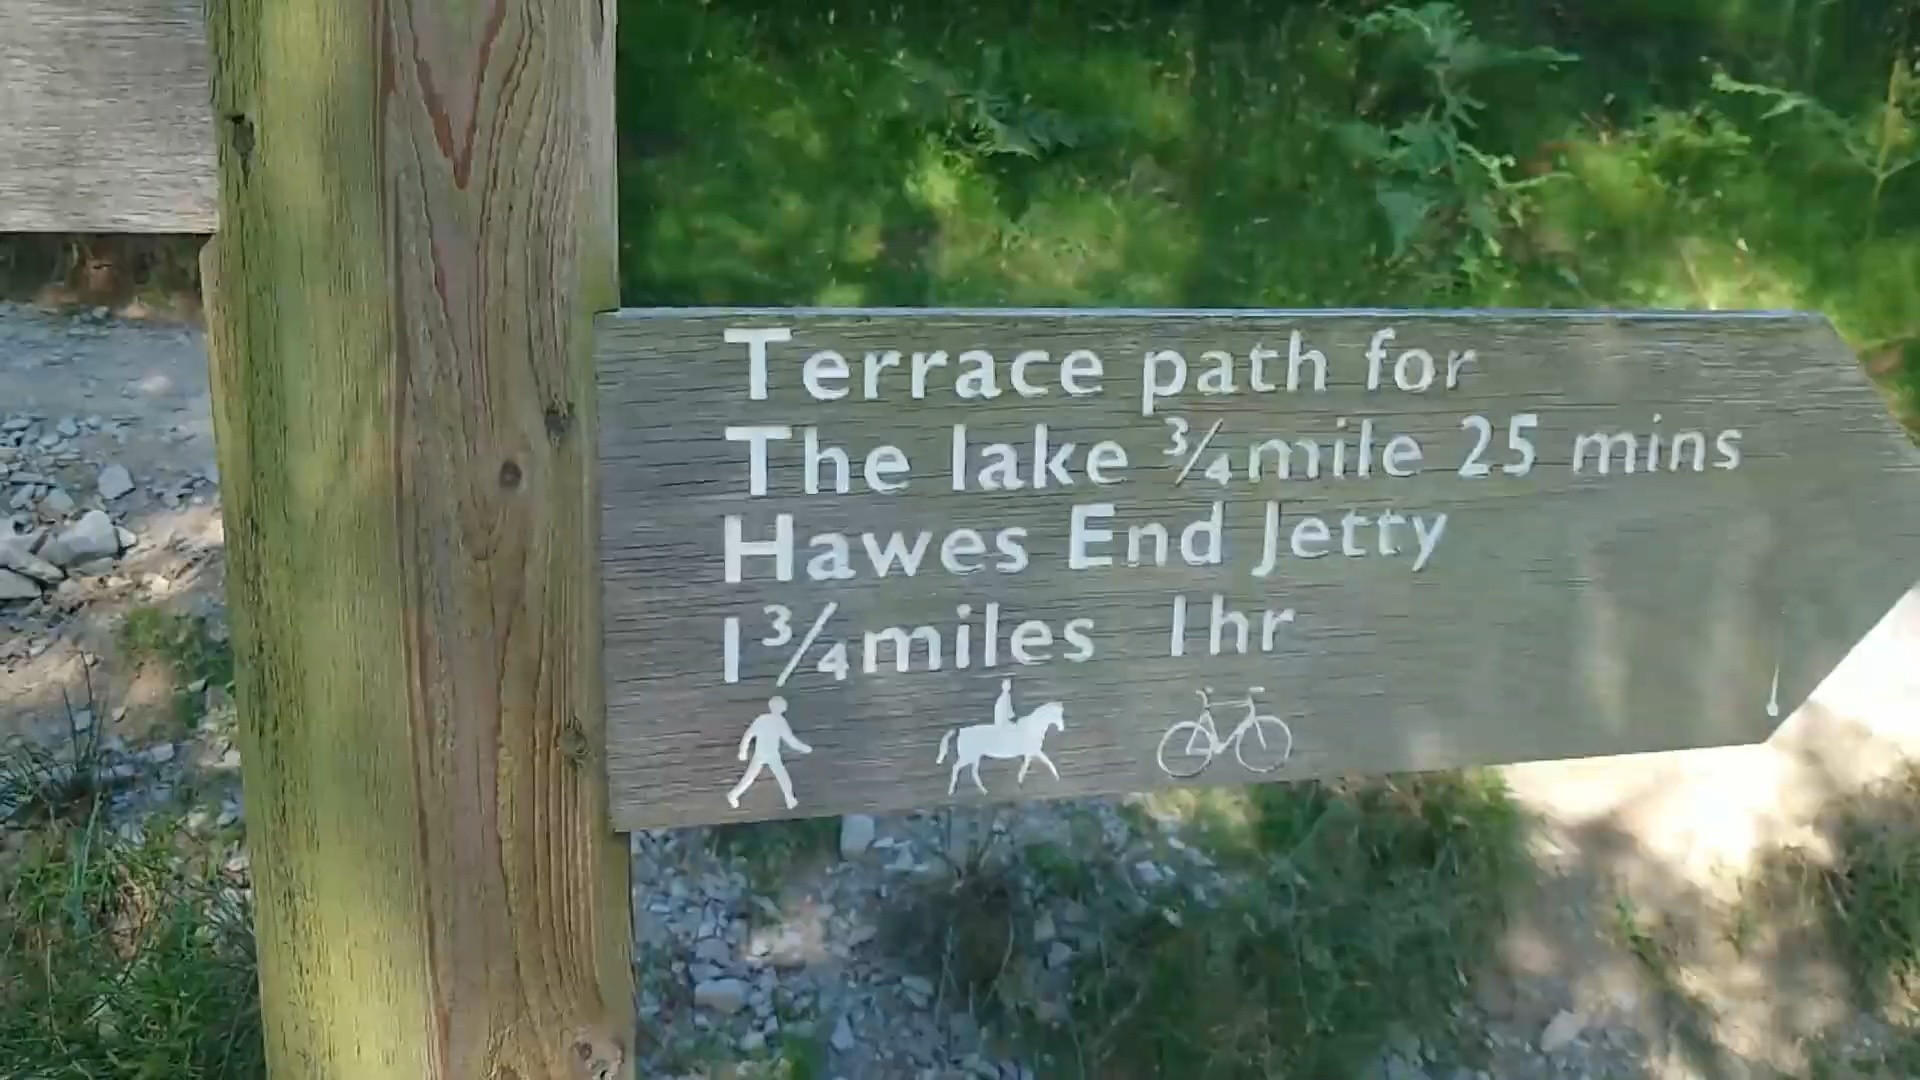 Terrace path for
The lake ¾ mile 25 mins
Hawes End Jetty
1¾ miles 1hr